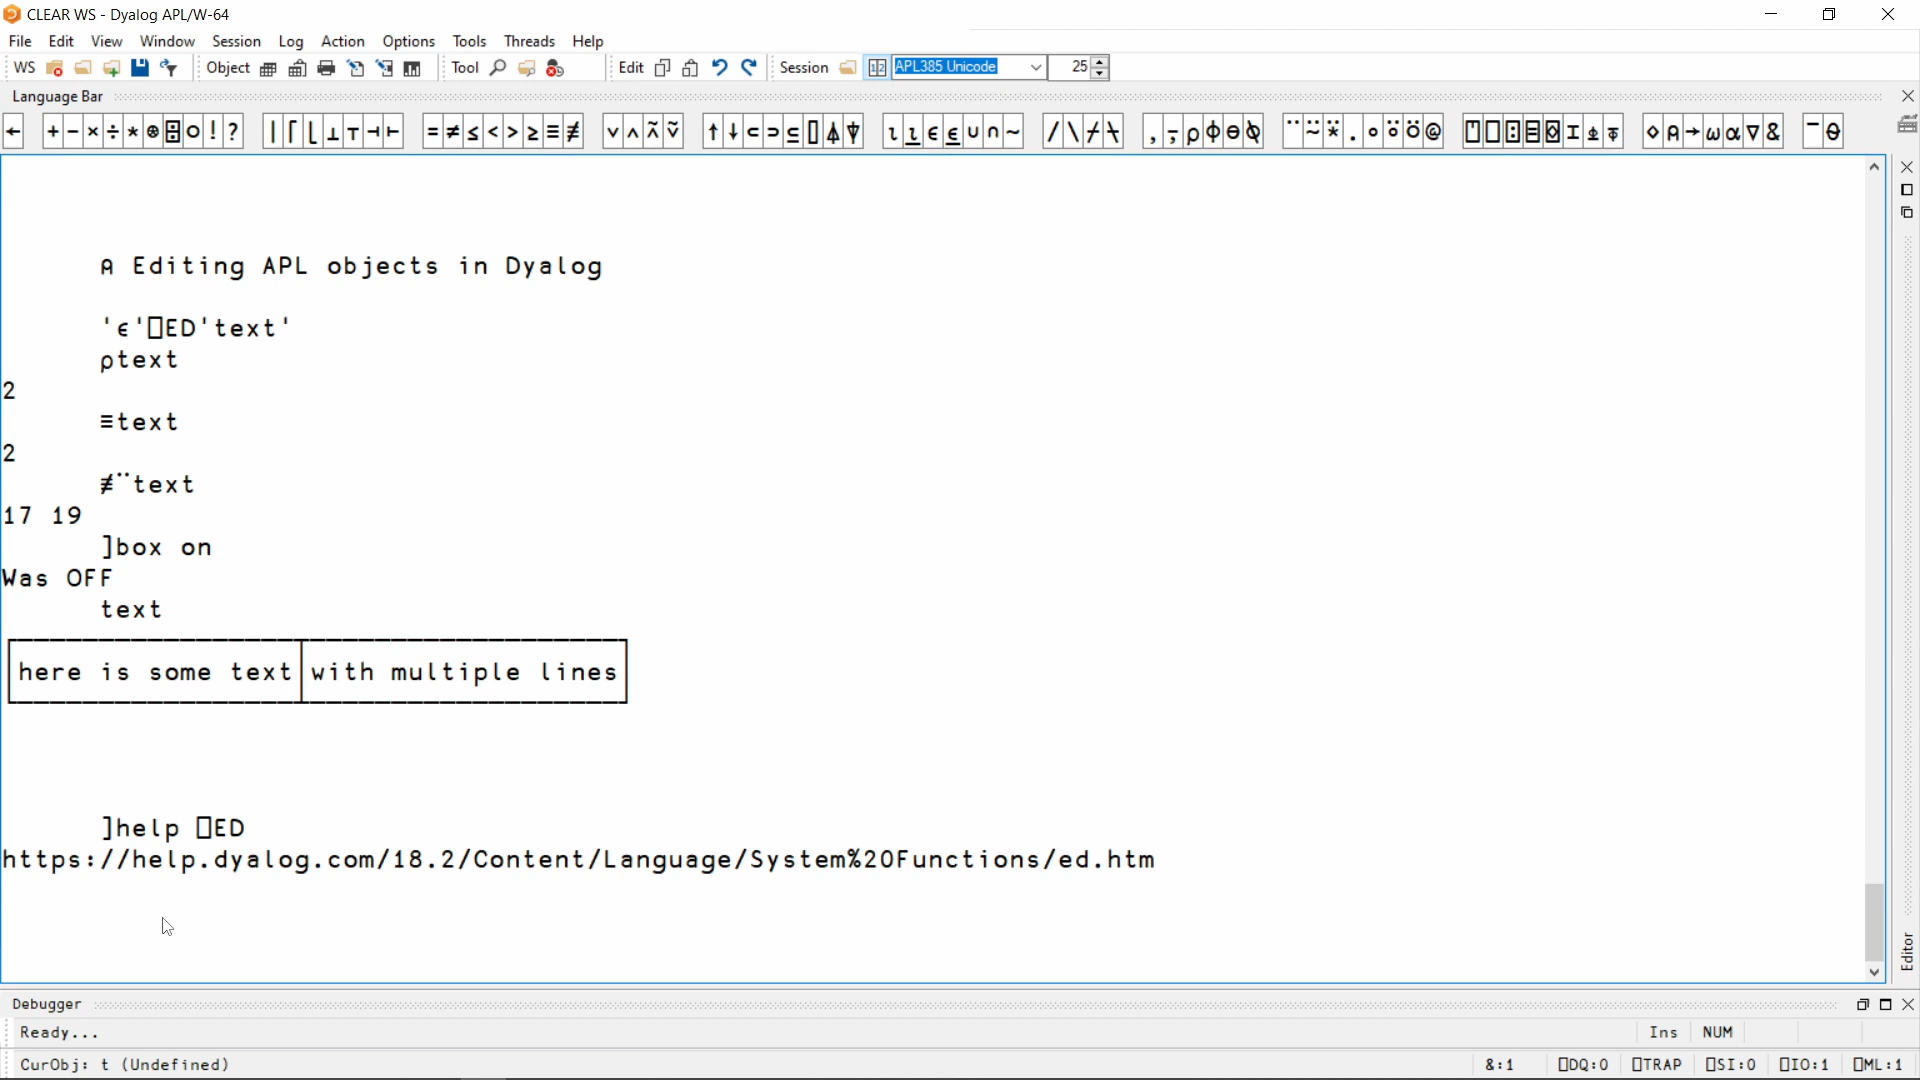 CLEAR WS - Dyalog APL/W-64
File Edit View Window Session Log Action Options Tools Threads Help
WS Object Tool Edit Session APL385 Unicode 25
Language Bar
← +-×÷*⍟⌹○!? |⌈⌊⊥⊤⊣⊢ =≠≤<>≥≡≢ ∨∧⍲⍱ ↑↓⊂⊃⊆⌷⍋⍒ ⍳⍸∊⍷∪∩~ /\⌿⍀ ,⍪⍴⌽⊖⍉ ¨⍨⍣.∘⍤⍥@ ⍞⎕⍠⌸⍌⌶⍎⍕ ⋄⍝→⍵⍺∇& ¯⍬
⍝ Editing APL objects in Dyalog
'∊'⎕ED'text'
⍴text
2
≡text
2
≢¨text
17 19
]box on
Was OFF
text
here is some text with multiple lines
]help ⎕ED
https://help.dyalog.com/18.2/Content/Language/System%20Functions/ed.htm
Editor
Debugger
Ready... Ins NUM
CurObj: t (Undefined) &:1 ⎕DQ:0 ⎕TRAP ⎕SI:0 ⎕IO:1 ⎕ML:1